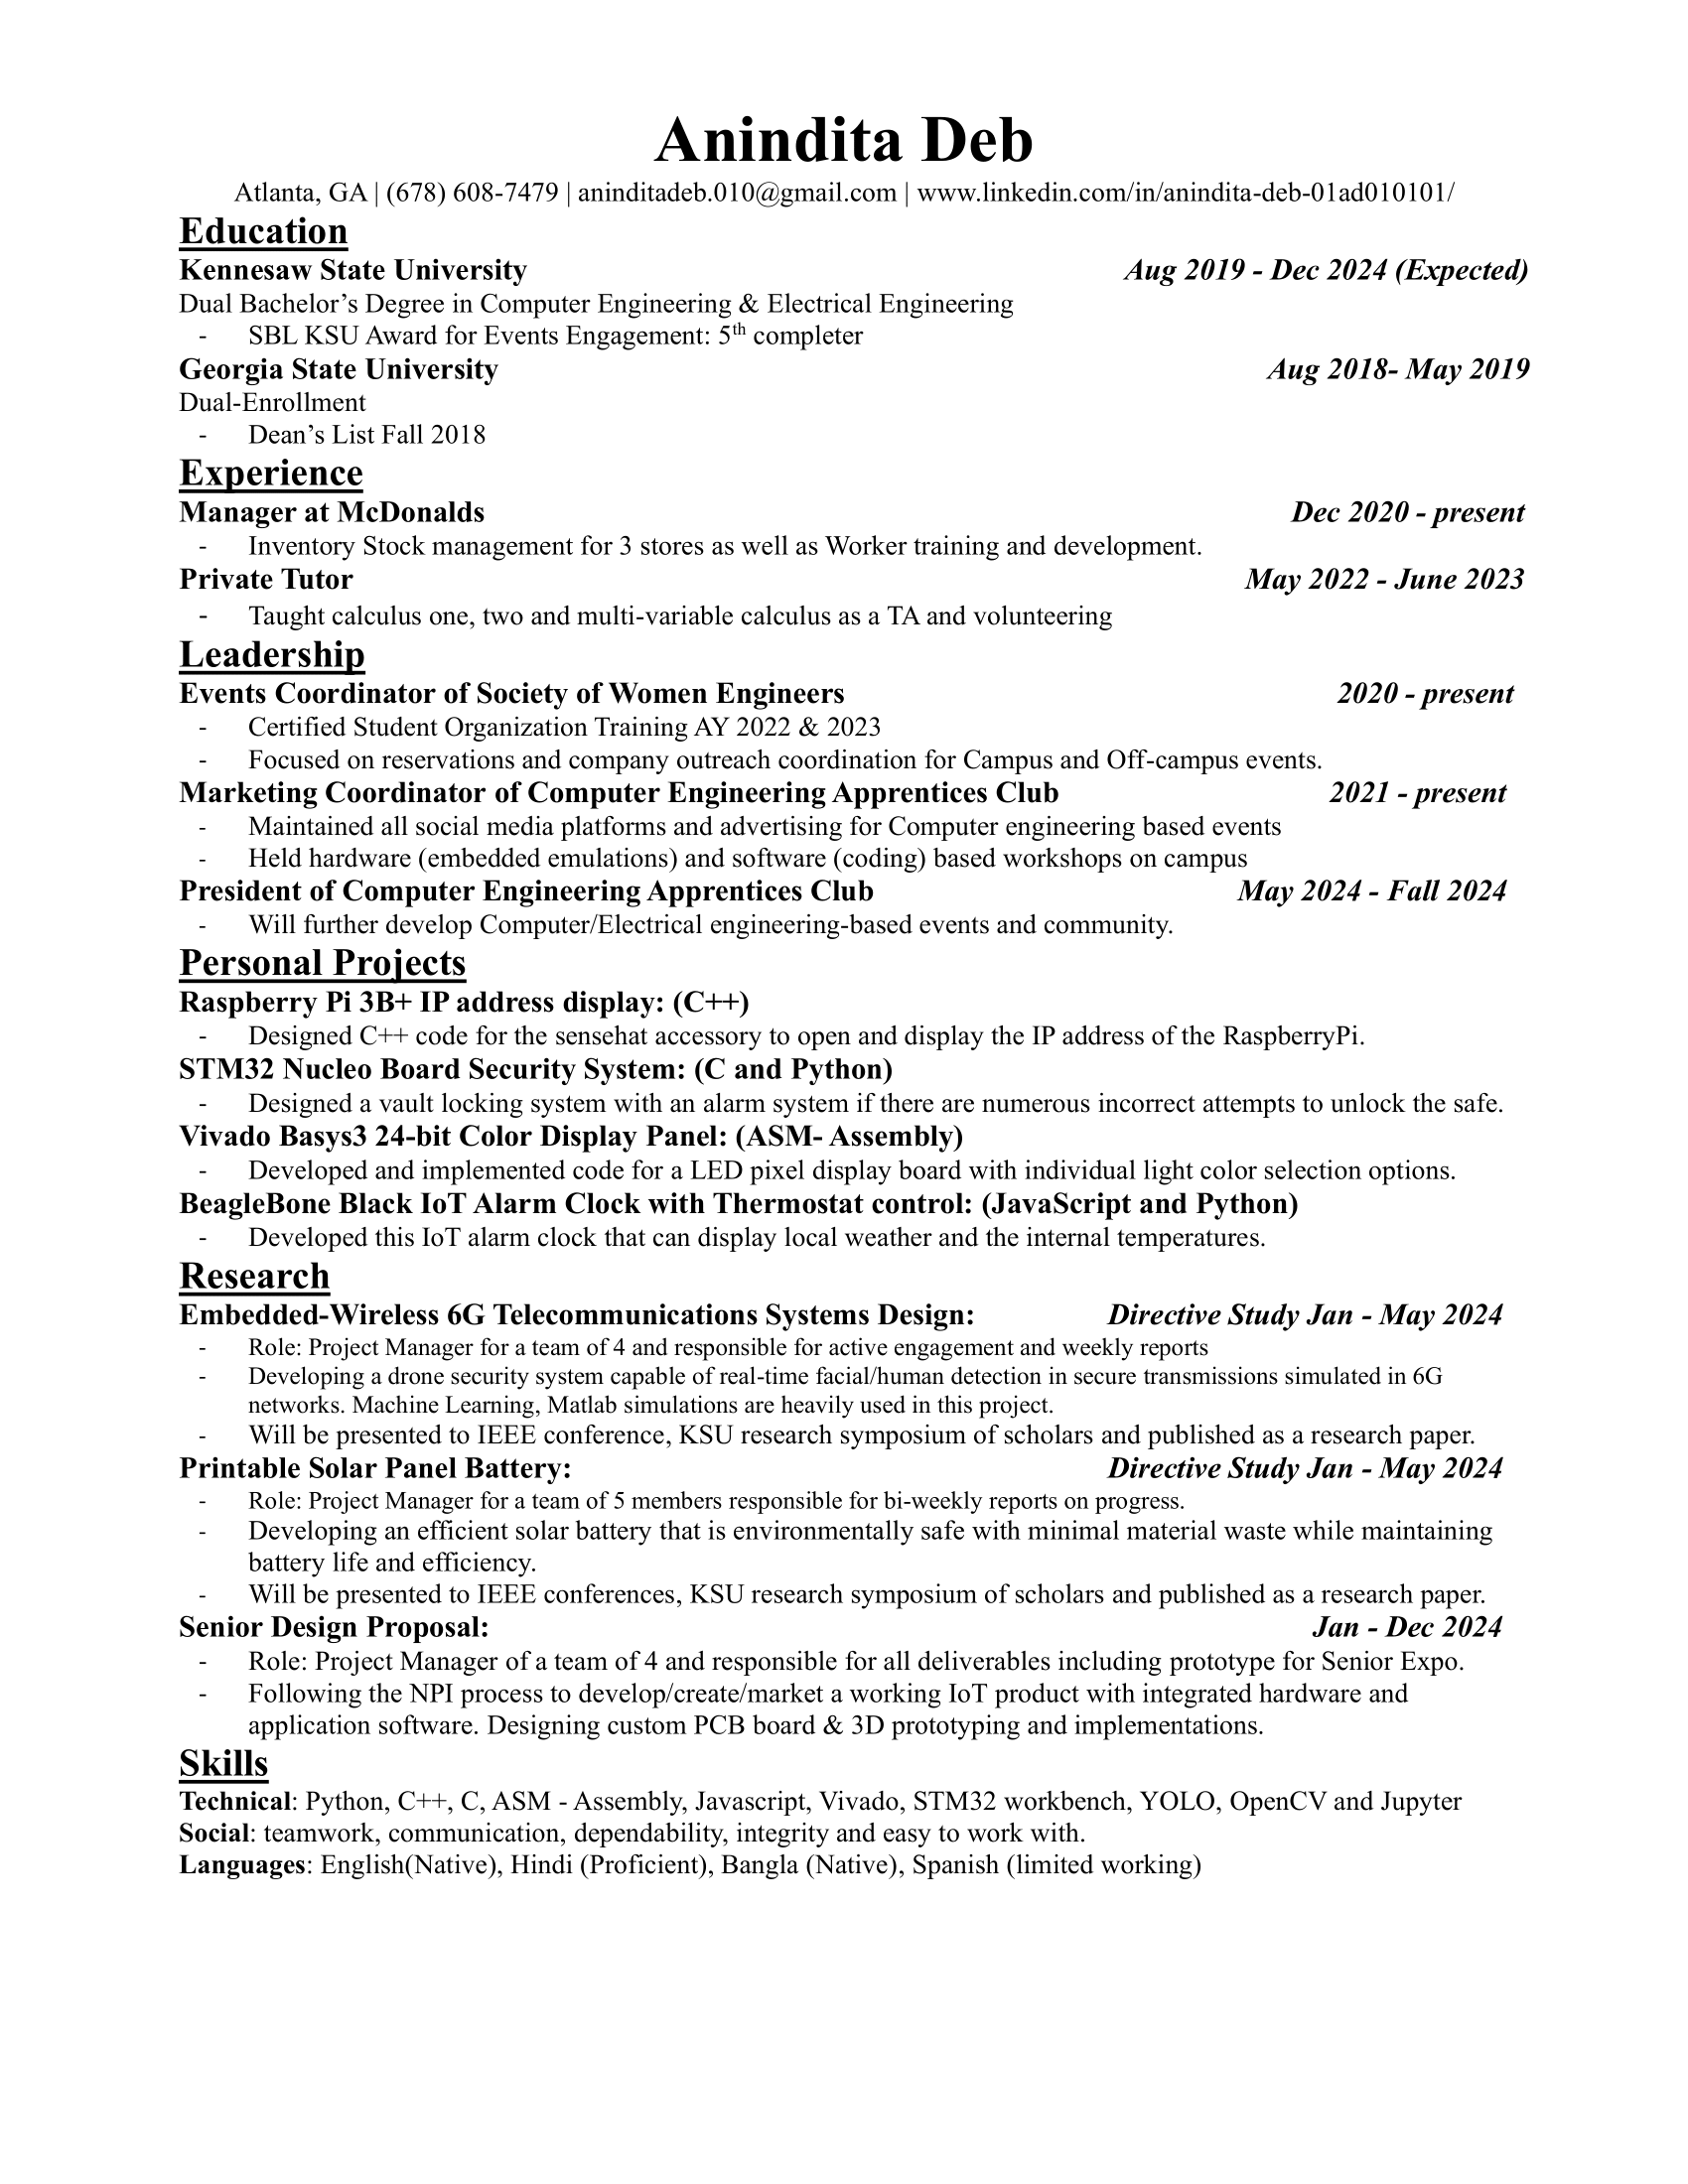 Anindita Deb
Atlanta, GA | (678) 608-7479 | aninditadeb.010@gmail.com | www.linkedin.com/in/anindita-deb-01ad010101/
Education
Kennesaw State University Aug 2019 - Dec 2024 (Expected)
Dual Bachelor’s Degree in Computer Engineering & Electrical Engineering
- SBL KSU Award for Events Engagement: 5th completer
Georgia State University Aug 2018- May 2019
Dual-Enrollment
- Dean’s List Fall 2018
Experience
Manager at McDonalds Dec 2020 - present
- Inventory Stock management for 3 stores as well as Worker training and development.
Private Tutor May 2022 - June 2023
- Taught calculus one, two and multi-variable calculus as a TA and volunteering
Leadership
Events Coordinator of Society of Women Engineers 2020 - present
- Certified Student Organization Training AY 2022 & 2023
- Focused on reservations and company outreach coordination for Campus and Off-campus events.
Marketing Coordinator of Computer Engineering Apprentices Club 2021 - present
- Maintained all social media platforms and advertising for Computer engineering based events
- Held hardware (embedded emulations) and software (coding) based workshops on campus
President of Computer Engineering Apprentices Club May 2024 - Fall 2024
- Will further develop Computer/Electrical engineering-based events and community.
Personal Projects
Raspberry Pi 3B+ IP address display: (C++)
- Designed C++ code for the sensehat accessory to open and display the IP address of the RaspberryPi.
STM32 Nucleo Board Security System: (C and Python)
- Designed a vault locking system with an alarm system if there are numerous incorrect attempts to unlock the safe.
Vivado Basys3 24-bit Color Display Panel: (ASM- Assembly)
- Developed and implemented code for a LED pixel display board with individual light color selection options.
BeagleBone Black IoT Alarm Clock with Thermostat control: (JavaScript and Python)
- Developed this IoT alarm clock that can display local weather and the internal temperatures.
Research
Embedded-Wireless 6G Telecommunications Systems Design: Directive Study Jan - May 2024
- Role: Project Manager for a team of 4 and responsible for active engagement and weekly reports
- Developing a drone security system capable of real-time facial/human detection in secure transmissions simulated in 6G
networks. Machine Learning, Matlab simulations are heavily used in this project.
- Will be presented to IEEE conference, KSU research symposium of scholars and published as a research paper.
Printable Solar Panel Battery: Directive Study Jan - May 2024
- Role: Project Manager for a team of 5 members responsible for bi-weekly reports on progress.
- Developing an efficient solar battery that is environmentally safe with minimal material waste while maintaining
battery life and efficiency.
- Will be presented to IEEE conferences, KSU research symposium of scholars and published as a research paper.
Senior Design Proposal: Jan - Dec 2024
- Role: Project Manager of a team of 4 and responsible for all deliverables including prototype for Senior Expo.
- Following the NPI process to develop/create/market a working IoT product with integrated hardware and
application software. Designing custom PCB board & 3D prototyping and implementations.
Skills
Technical: Python, C++, C, ASM - Assembly, Javascript, Vivado, STM32 workbench, YOLO, OpenCV and Jupyter
Social: teamwork, communication, dependability, integrity and easy to work with.
Languages: English(Native), Hindi (Proficient), Bangla (Native), Spanish (limited working)